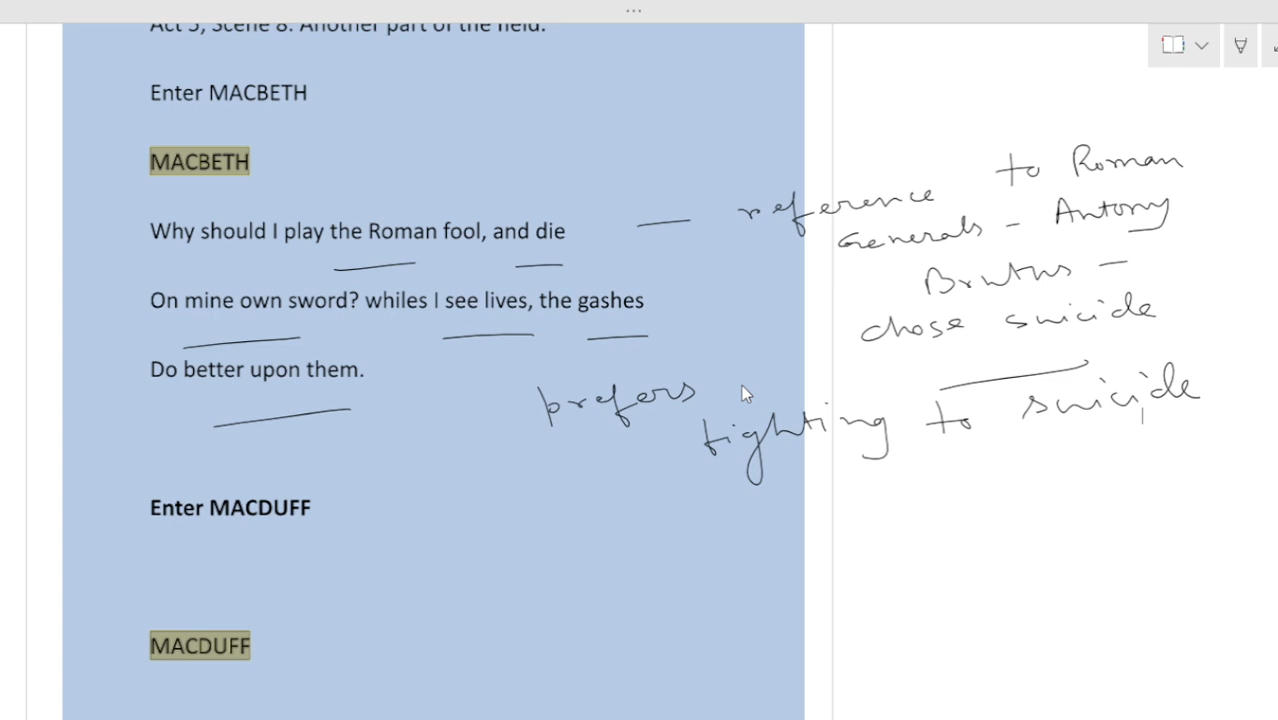 Act 5, Scene 8. Another part of the field.
Enter MACBETH
MACBETH
Why should I play the Roman fool, and die
On mine own sword? whiles I see lives, the gashes
Do better upon them.
Enter MACDUFF
MACDUFF
reference to Roman
Generals - Antony
Brutus -
chose suicide
prefers
fighting to suicide